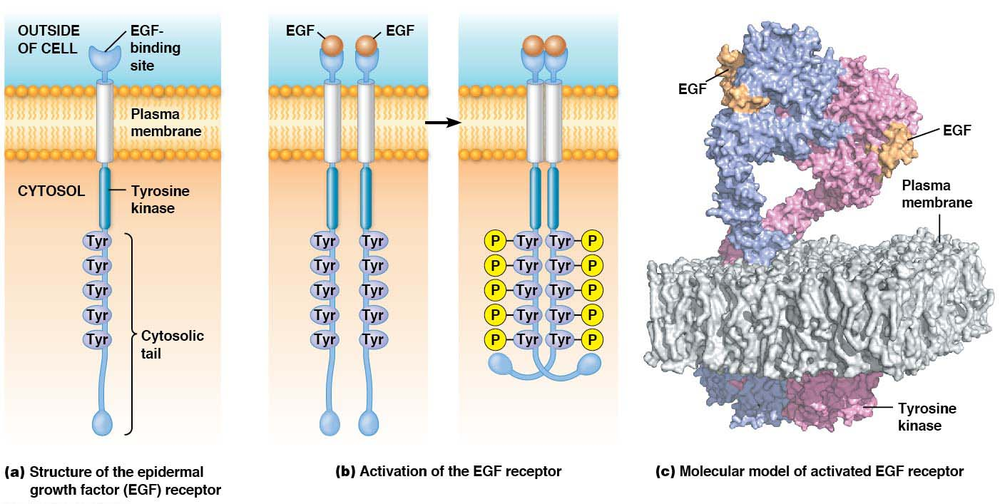 OUTSIDE
OF CELL
EGF-
binding
site
Plasma
membrane
CYTOSOL
Tyrosine
kinase
Tyr
Tyr
Tyr
Tyr
Tyr
Cytosolic
tail
(a) Structure of the epidermal
growth factor (EGF) receptor
EGF
EGF
Tyr Tyr
Tyr Tyr
Tyr Tyr
Tyr Tyr
Tyr Tyr
P Tyr Tyr P
P Tyr Tyr P
P Tyr Tyr P
P Tyr Tyr P
P Tyr Tyr P
(b) Activation of the EGF receptor
EGF
EGF
Plasma
membrane
Tyrosine
kinase
(c) Molecular model of activated EGF receptor